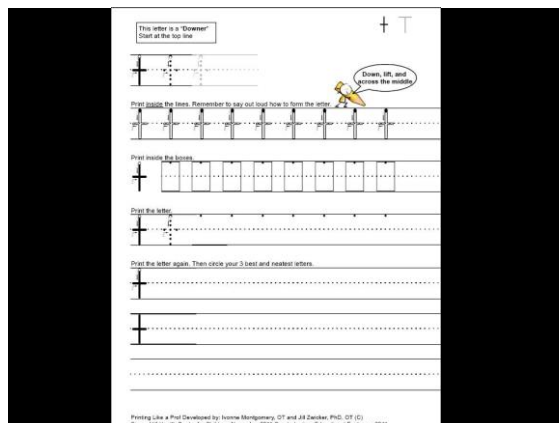 This letter is a "Downer"
Start at the top line
t T
Down, lift, and
across the middle
Print inside the lines. Remember to say out loud how to form the letter.
t t t t t t t t t
Print inside the boxes.
t
Print the letter.
t t
Print the letter again. Then circle your 3 best and neatest letters.
t
t
Printing Like a Pro! Developed by: Ivonne Montgomery, OT and Jill Zwicker, PhD, OT (C)